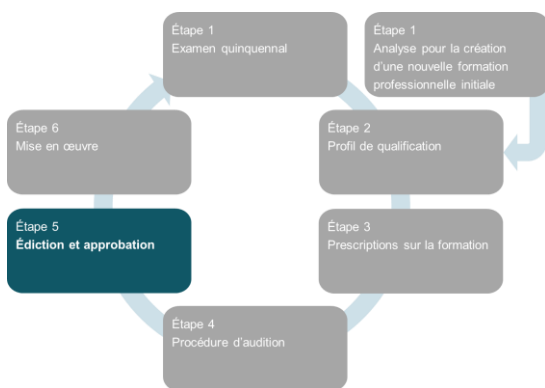 Étape 1
Examen quinquennal
Étape 1
Analyse pour la création
d'une nouvelle formation
professionnelle initiale
Étape 2
Profil de qualification
Étape 3
Prescriptions sur la formation
Étape 4
Procédure d'audition
Étape 5
Édiction et approbation
Étape 6
Mise en œuvre